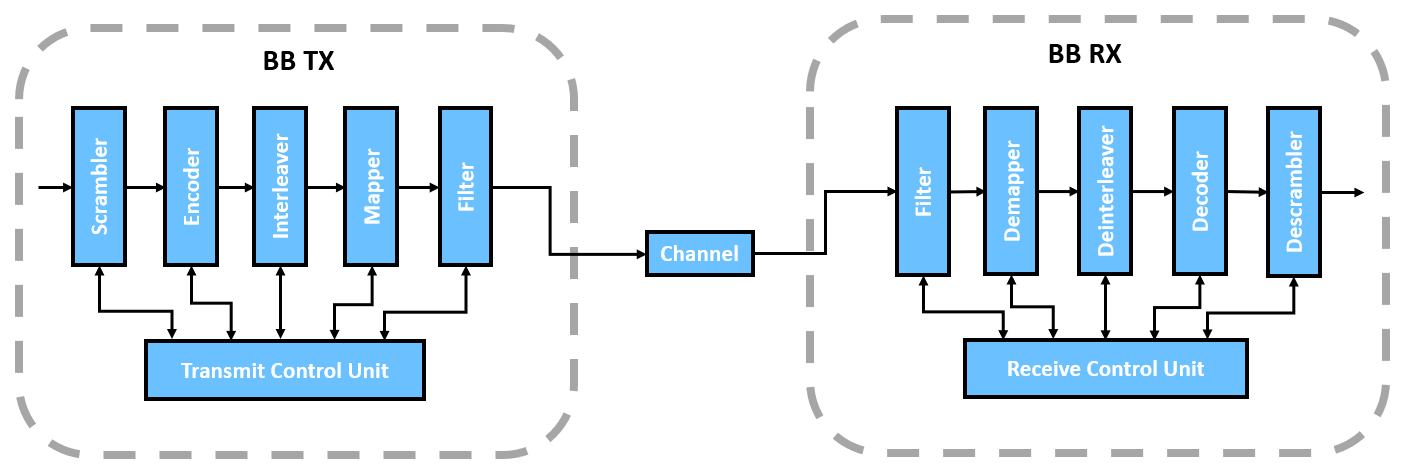 BB TX
Scrambler
Encoder
Interleaver
Mapper
Filter
Transmit Control Unit
Channel
BB RX
Filter
Demapper
Deinterleaver
Decoder
Descrambler
Receive Control Unit